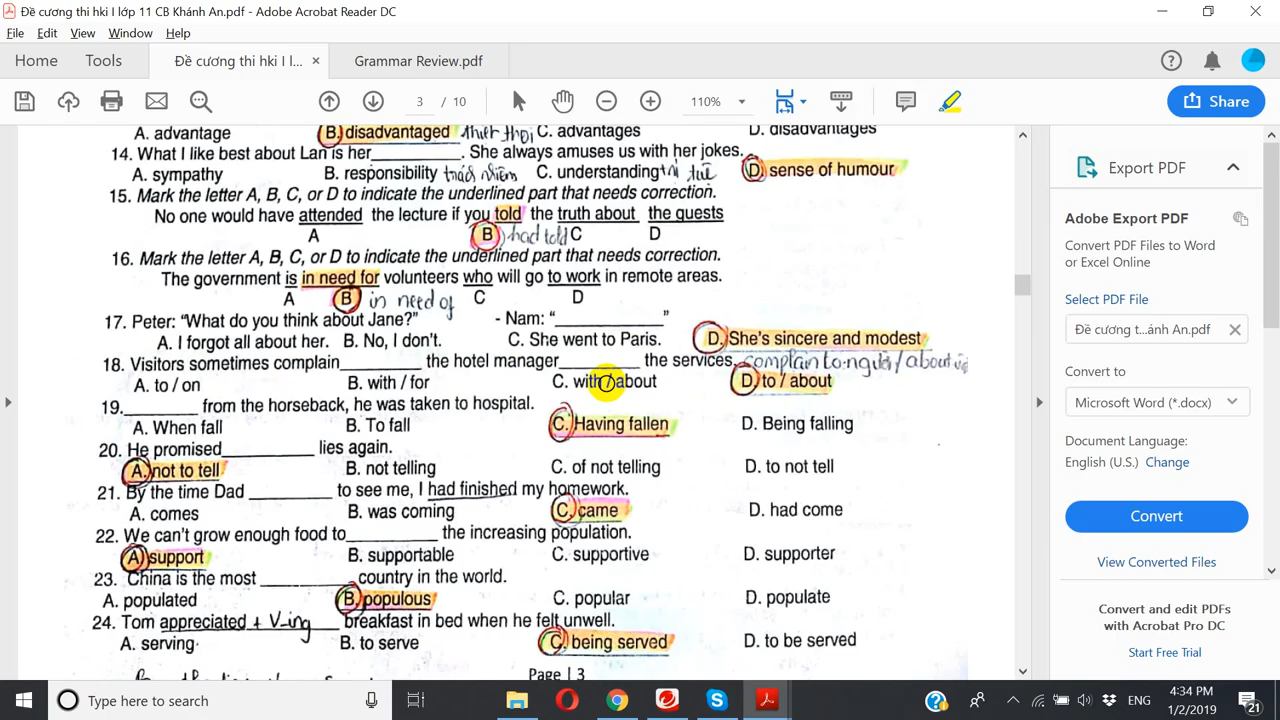 Đề cương thi hki I lớp 11 CB Khánh An.pdf - Adobe Acrobat Reader DC
File Edit View Window Help
Home Tools Đề cương thi hki I l... × Grammar Review.pdf
3 / 10 110% Share
A. advantage B. disadvantaged thiệt thòi C. advantages D. disadvantages
14. What I like best about Lan is her__________. She always amuses us with her jokes.
A. sympathy B. responsibility trách nhiệm C. understanding trí tuệ D. sense of humour
15. Mark the letter A, B, C, or D to indicate the underlined part that needs correction.
No one would have attended the lecture if you told the truth about the guests
A B had told C D
16. Mark the letter A, B, C, or D to indicate the underlined part that needs correction.
The government is in need for volunteers who will go to work in remote areas.
A B in need of C D
17. Peter: "What do you think about Jane?" - Nam: "____________"
A. I forgot all about her. B. No, I don't. C. She went to Paris. D. She's sincere and modest
18. Visitors sometimes complain_________ the hotel manager_________ the services. complain to người / about
A. to / on B. with / for C. with / about D. to / about
19.________ from the horseback, he was taken to hospital.
A. When fall B. To fall C. Having fallen D. Being falling
20. He promised__________ lies again.
A. not to tell B. not telling C. of not telling D. to not tell
21. By the time Dad _________ to see me, I had finished my homework.
A. comes B. was coming C. came D. had come
22. We can't grow enough food to__________ the increasing population.
A. support B. supportable C. supportive D. supporter
23. China is the most __________ country in the world.
A. populated B. populous C. popular D. populate
24. Tom appreciated + V-ing ___ breakfast in bed when he felt unwell.
A. serving B. to serve C. being served D. to be served
Page | 3
Export PDF
Adobe Export PDF
Convert PDF Files to Word
or Excel Online
Select PDF File
Đề cương t...ánh An.pdf
Convert to
Microsoft Word (*.docx)
Document Language:
English (U.S.) Change
Convert
View Converted Files
Convert and edit PDFs
with Acrobat Pro DC
Start Free Trial
Type here to search
ENG
4:34 PM
1/2/2019
21